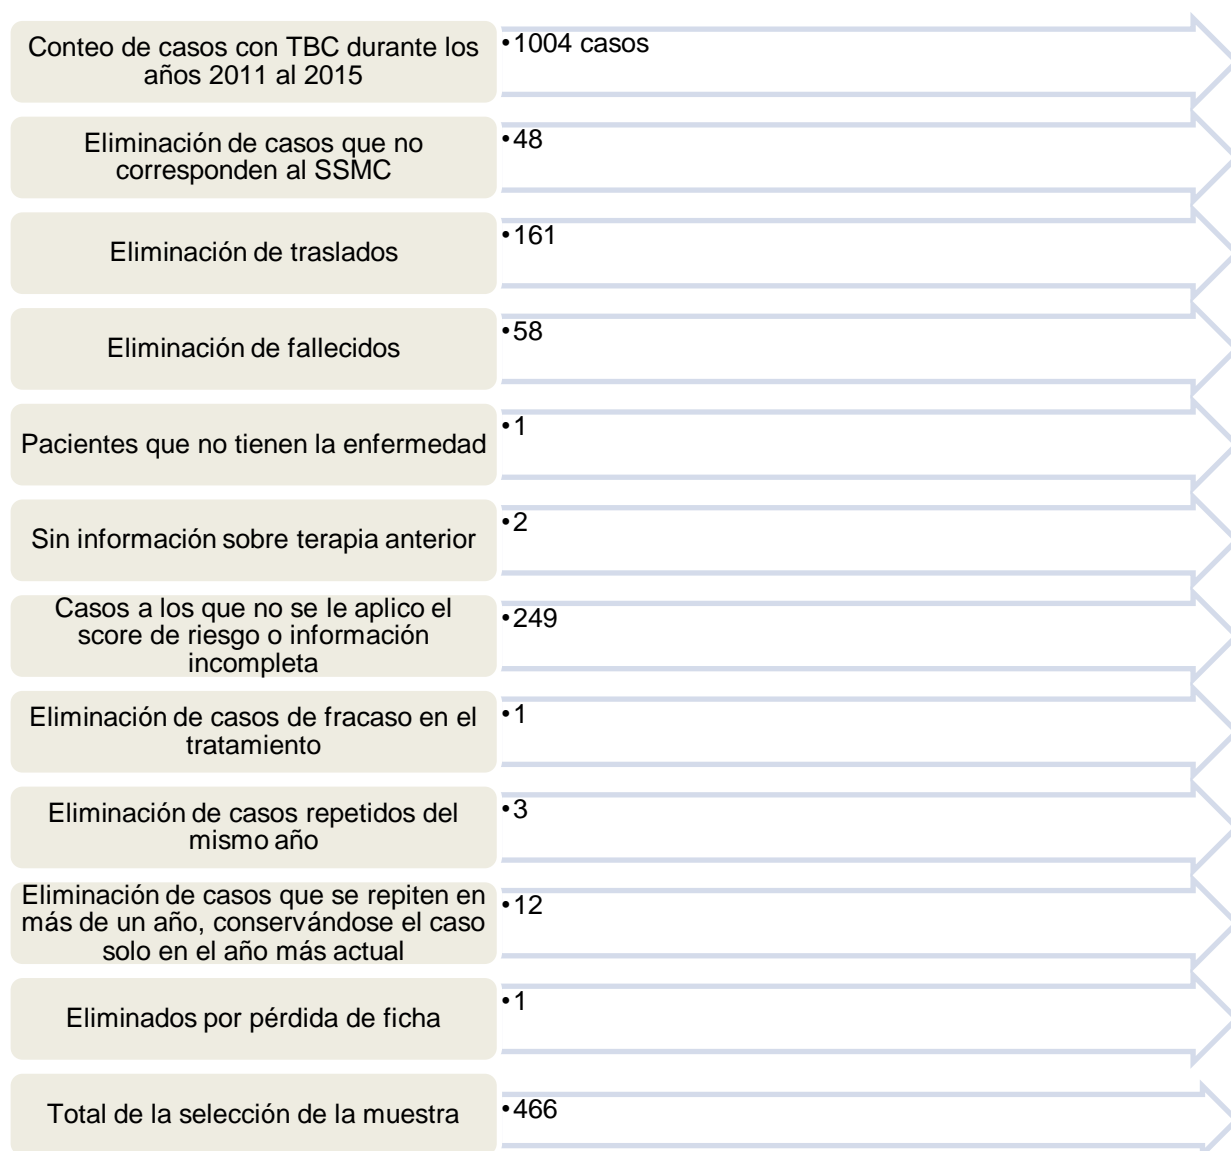 Conteo de casos con TBC durante los
años 2011 al 2015
•1004 casos
Eliminación de casos que no
corresponden al SSMC
•48
Eliminación de traslados
•161
Eliminación de fallecidos
•58
Pacientes que no tienen la enfermedad
•1
Sin información sobre terapia anterior
•2
Casos a los que no se le aplico el
score de riesgo o información
incompleta
•249
Eliminación de casos de fracaso en el
tratamiento
•1
Eliminación de casos repetidos del
mismo año
•3
Eliminación de casos que se repiten en
más de un año, conservándose el caso
solo en el año más actual
•12
Eliminados por pérdida de ficha
•1
Total de la selección de la muestra
•466